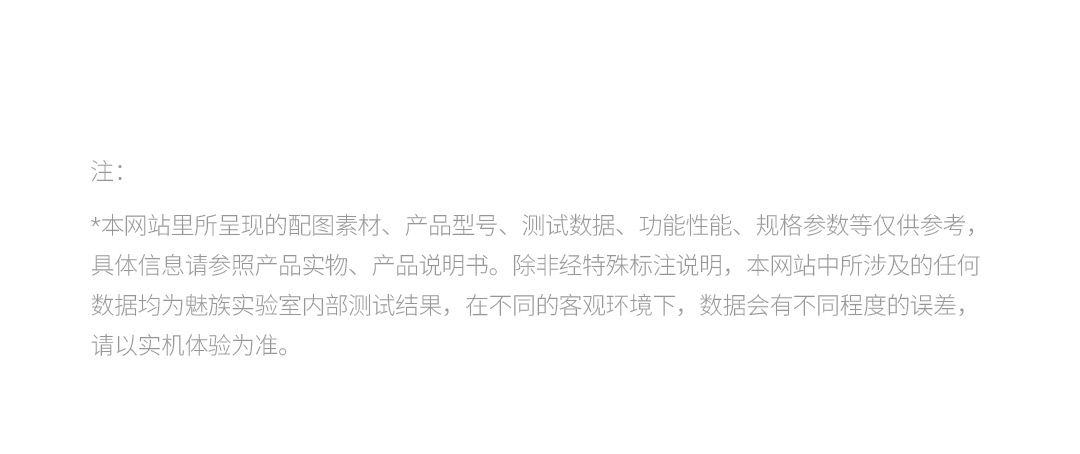 注：
*本网站里所呈现的配图素材、产品型号、测试数据、功能性能、规格参数等仅供参考，
具体信息请参照产品实物、产品说明书。除非经特殊标注说明，本网站中所涉及的任何
数据均为魅族实验室内部测试结果，在不同的客观环境下，数据会有不同程度的误差，
请以实机体验为准。